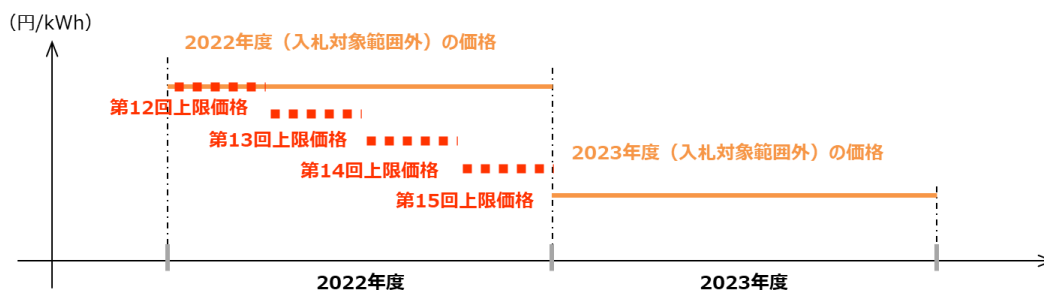 （円/kWh）
2022年度（入札対象範囲外）の価格
第12回上限価格
第13回上限価格
第14回上限価格
第15回上限価格
2023年度（入札対象範囲外）の価格
2022年度
2023年度